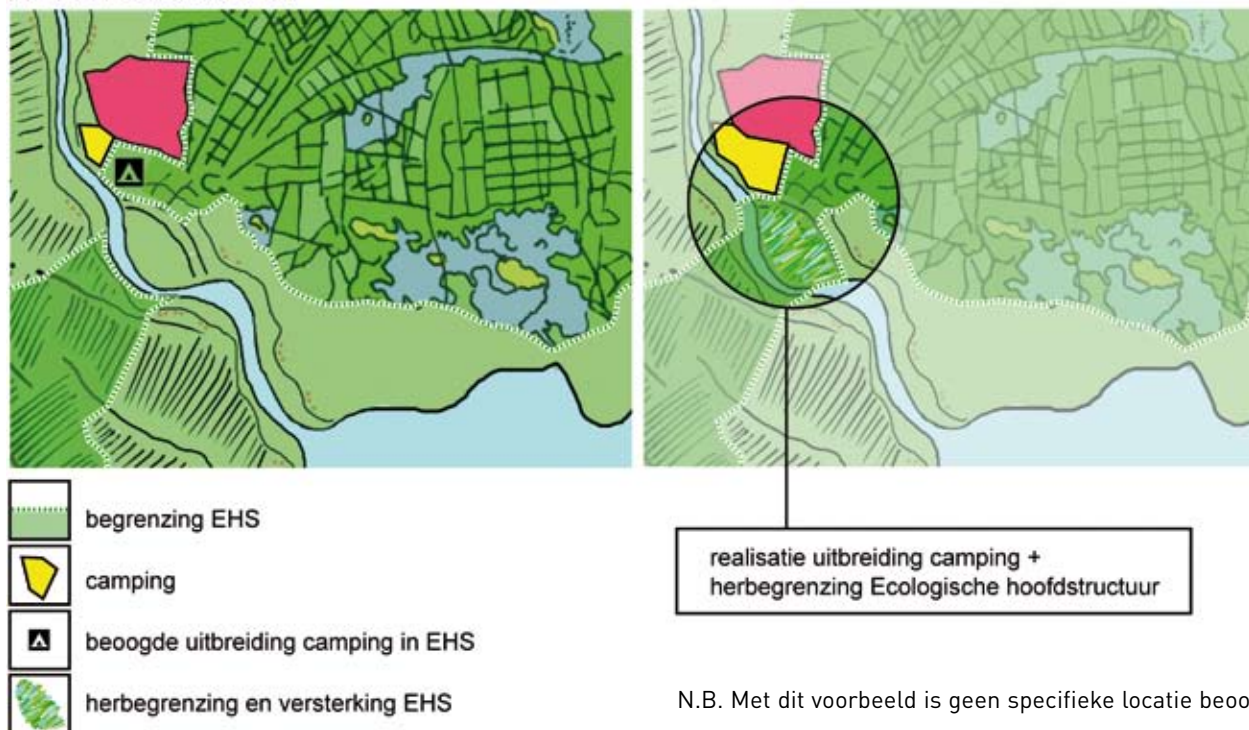 begrenzing EHS
camping
beoogde uitbreiding camping in EHS
herbegrenzing en versterking EHS
realisatie uitbreiding camping +
herbegrenzing Ecologische hoofdstructuur
N.B. Met dit voorbeeld is geen specifieke locatie beoo